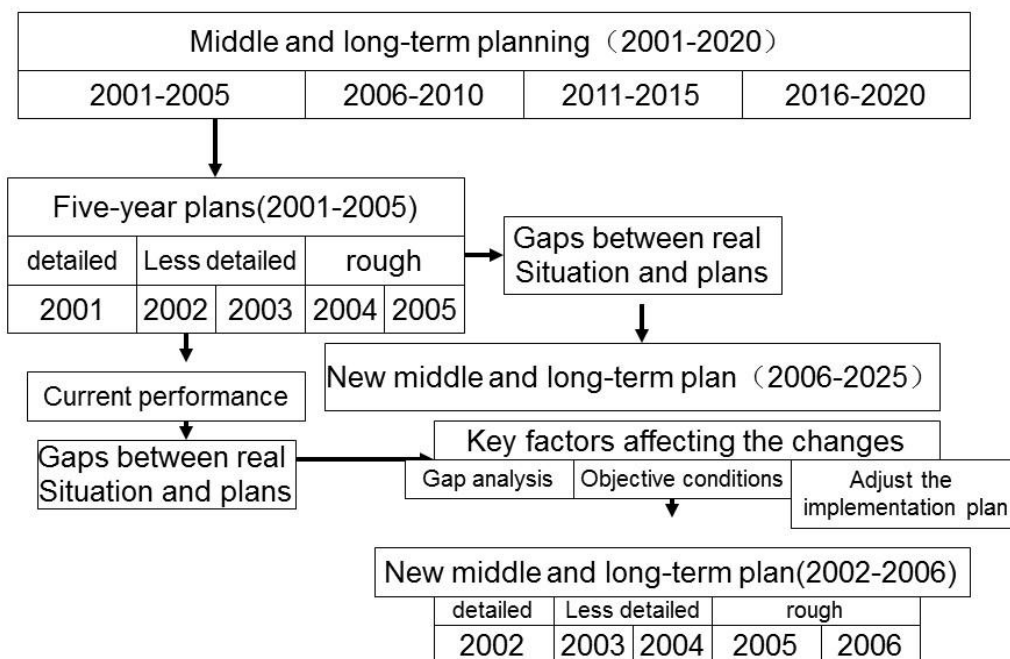 Middle and long-term planning（2001-2020）
2001-2005 2006-2010 2011-2015 2016-2020
Five-year plans(2001-2005)
detailed Less detailed rough
2001 2002 2003 2004 2005
Gaps between real
Situation and plans
New middle and long-term plan（2006-2025）
Current performance
Gaps between real
Situation and plans
Key factors affecting the changes
Gap analysis Objective conditions Adjust the
implementation plan
New middle and long-term plan(2002-2006)
detailed Less detailed rough
2002 2003 2004 2005 2006